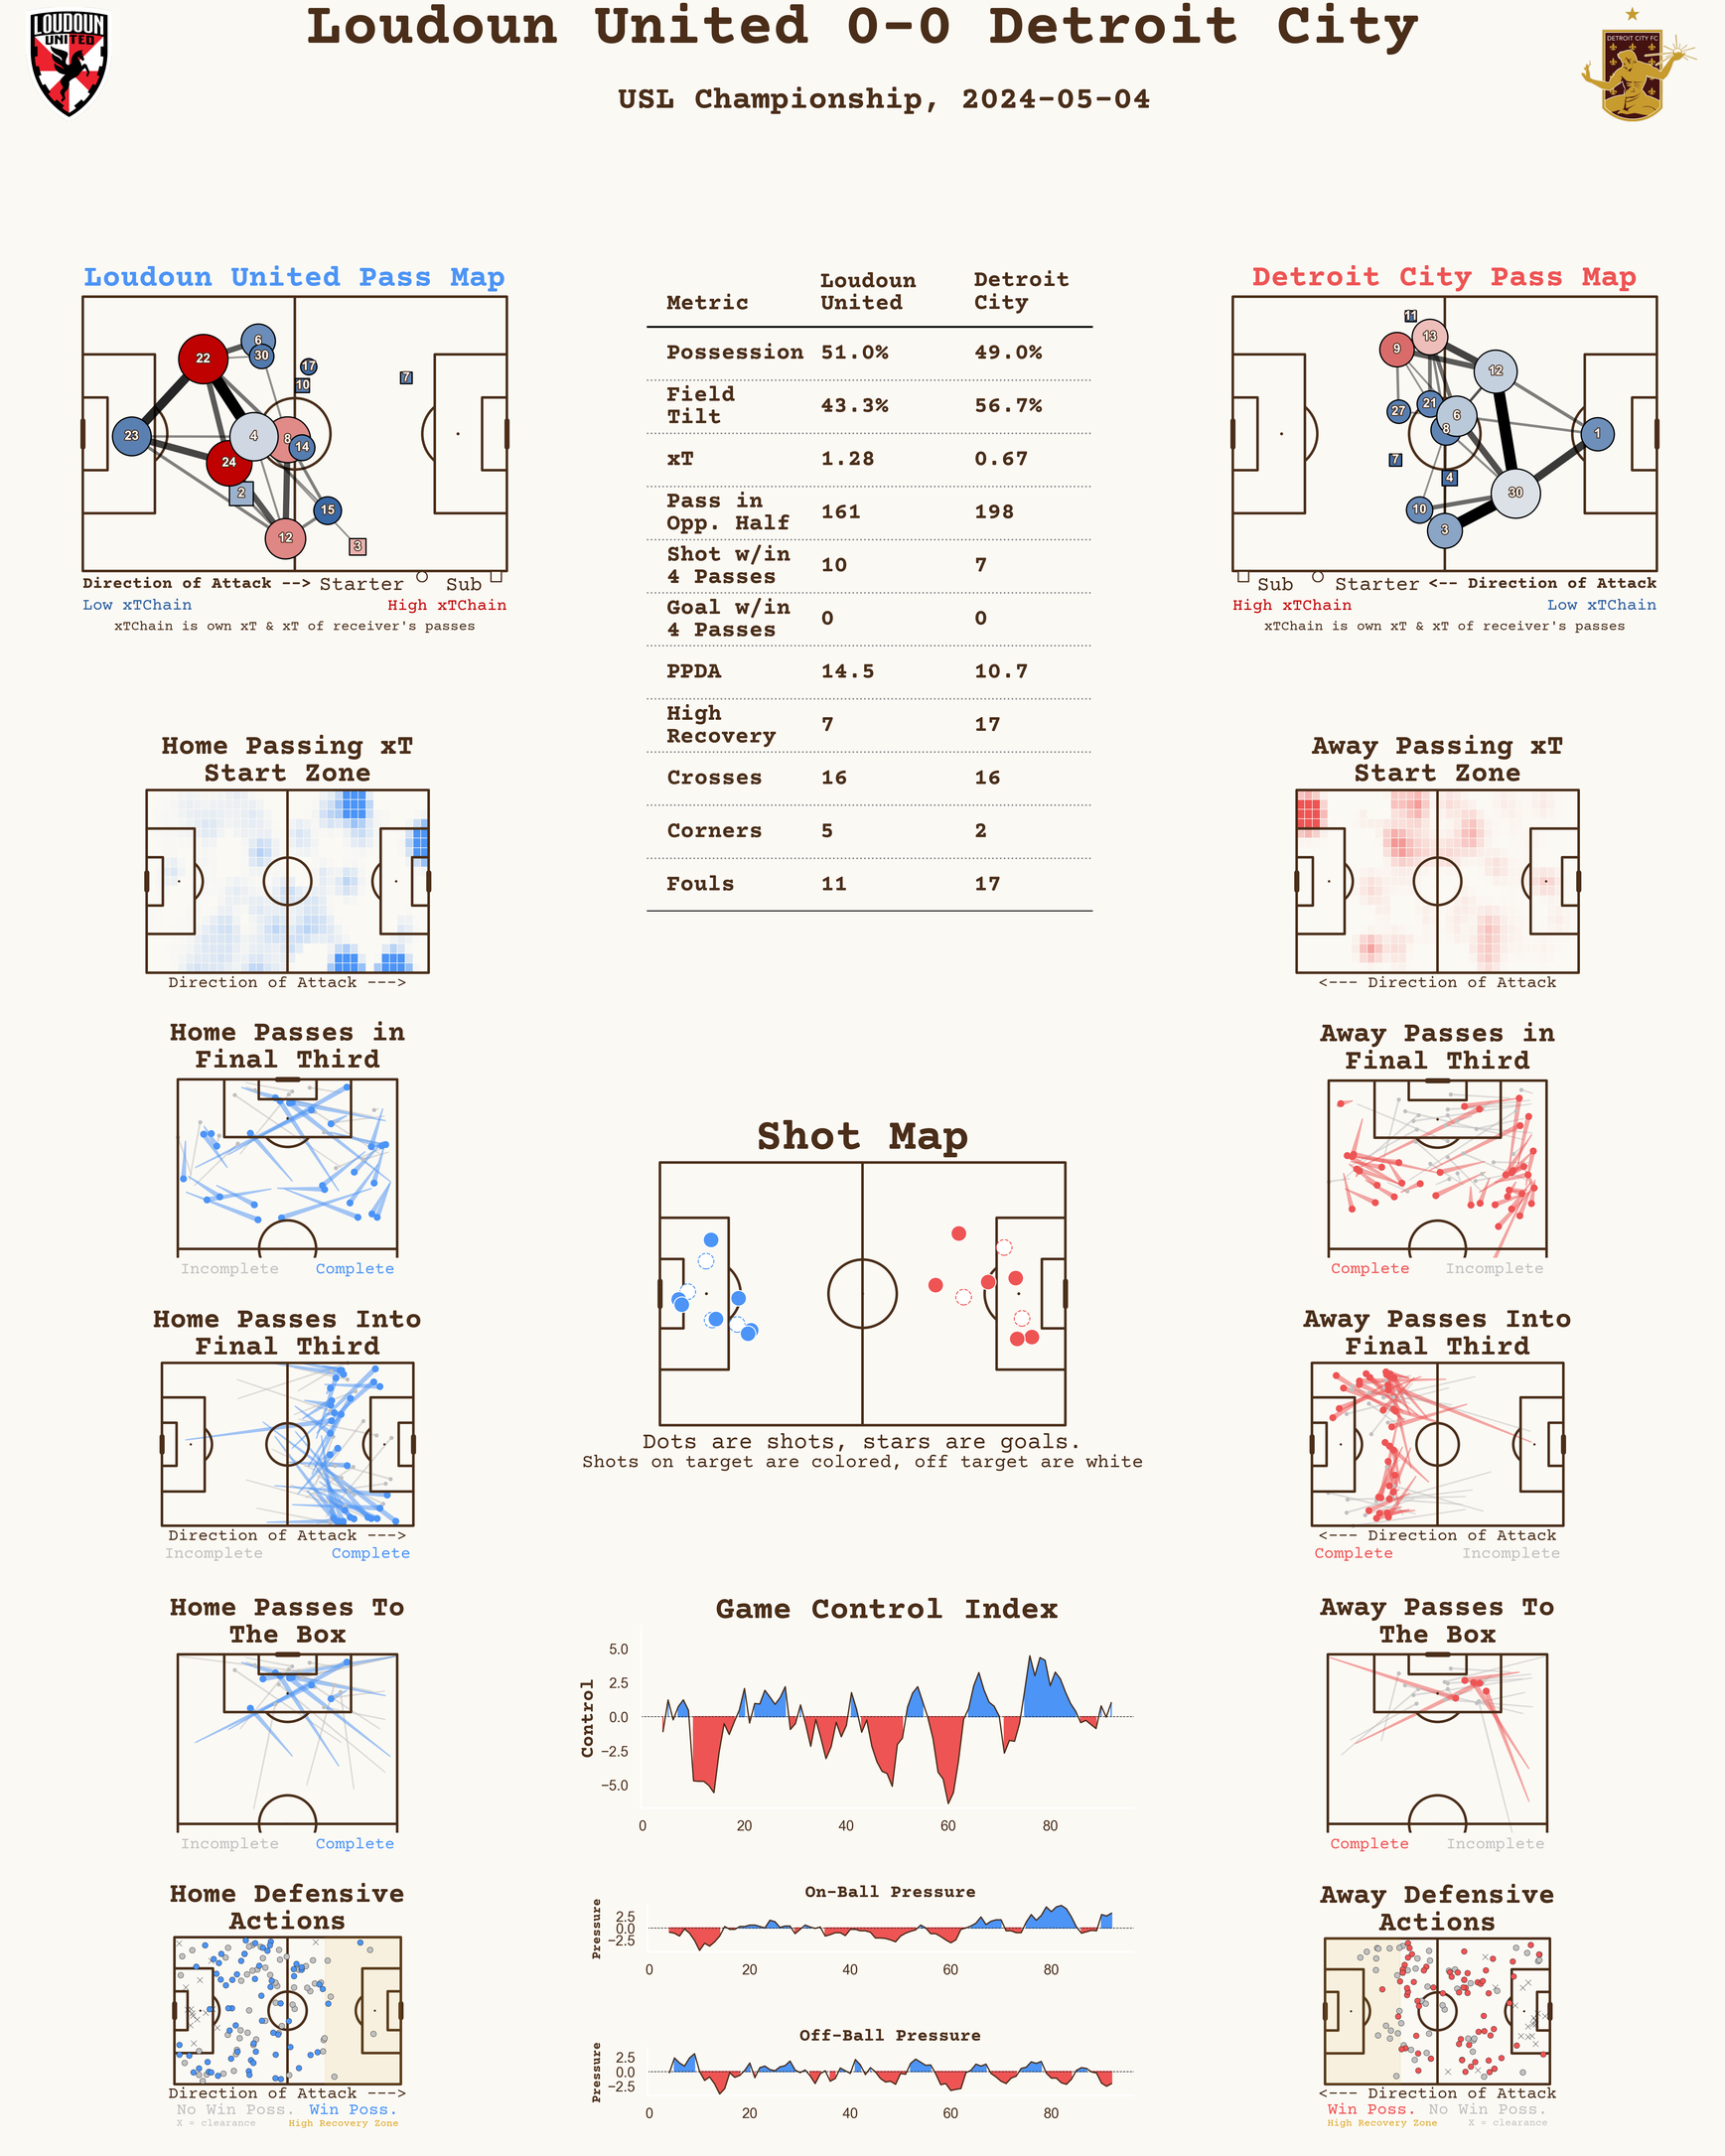 LOUDOUN
UNITED
Loudoun United 0-0 Detroit City
DETROIT CITY FC
USL Championship, 2024-05-04
Loudoun United Pass Map
22
6
30
17
10
7
23
4
8
14
24
2
15
12
3
Direction of Attack --> Starter Sub
Low xTChain High xTChain
xTChain is own xT & xT of receiver's passes
Metric Loudoun United Detroit City
Possession 51.0% 49.0%
Field Tilt 43.3% 56.7%
xT 1.28 0.67
Pass in Opp. Half 161 198
Shot w/in 4 Passes 10 7
Goal w/in 4 Passes 0 0
PPDA 14.5 10.7
High Recovery 7 17
Crosses 16 16
Corners 5 2
Fouls 11 17
Detroit City Pass Map
11
13
9
12
27
21
6
8
1
7
4
30
10
3
Sub Starter <-- Direction of Attack
High xTChain Low xTChain
xTChain is own xT & xT of receiver's passes
Home Passing xT
Start Zone
Direction of Attack --->
Away Passing xT
Start Zone
<--- Direction of Attack
Home Passes in
Final Third
Incomplete Complete
Away Passes in
Final Third
Complete Incomplete
Shot Map
Dots are shots, stars are goals.
Shots on target are colored, off target are white
Home Passes Into
Final Third
Direction of Attack --->
Incomplete Complete
Away Passes Into
Final Third
<--- Direction of Attack
Complete Incomplete
Home Passes To
The Box
Incomplete Complete
Game Control Index
Control
5.0
2.5
0.0
−2.5
−5.0
0 20 40 60 80
Away Passes To
The Box
Complete Incomplete
Home Defensive
Actions
Direction of Attack --->
No Win Poss. Win Poss.
X = clearance High Recovery Zone
On-Ball Pressure
Pressure
2.5
0.0
−2.5
0 20 40 60 80
Off-Ball Pressure
Pressure
2.5
0.0
−2.5
0 20 40 60 80
Away Defensive
Actions
<--- Direction of Attack
Win Poss. No Win Poss.
High Recovery Zone X = clearance